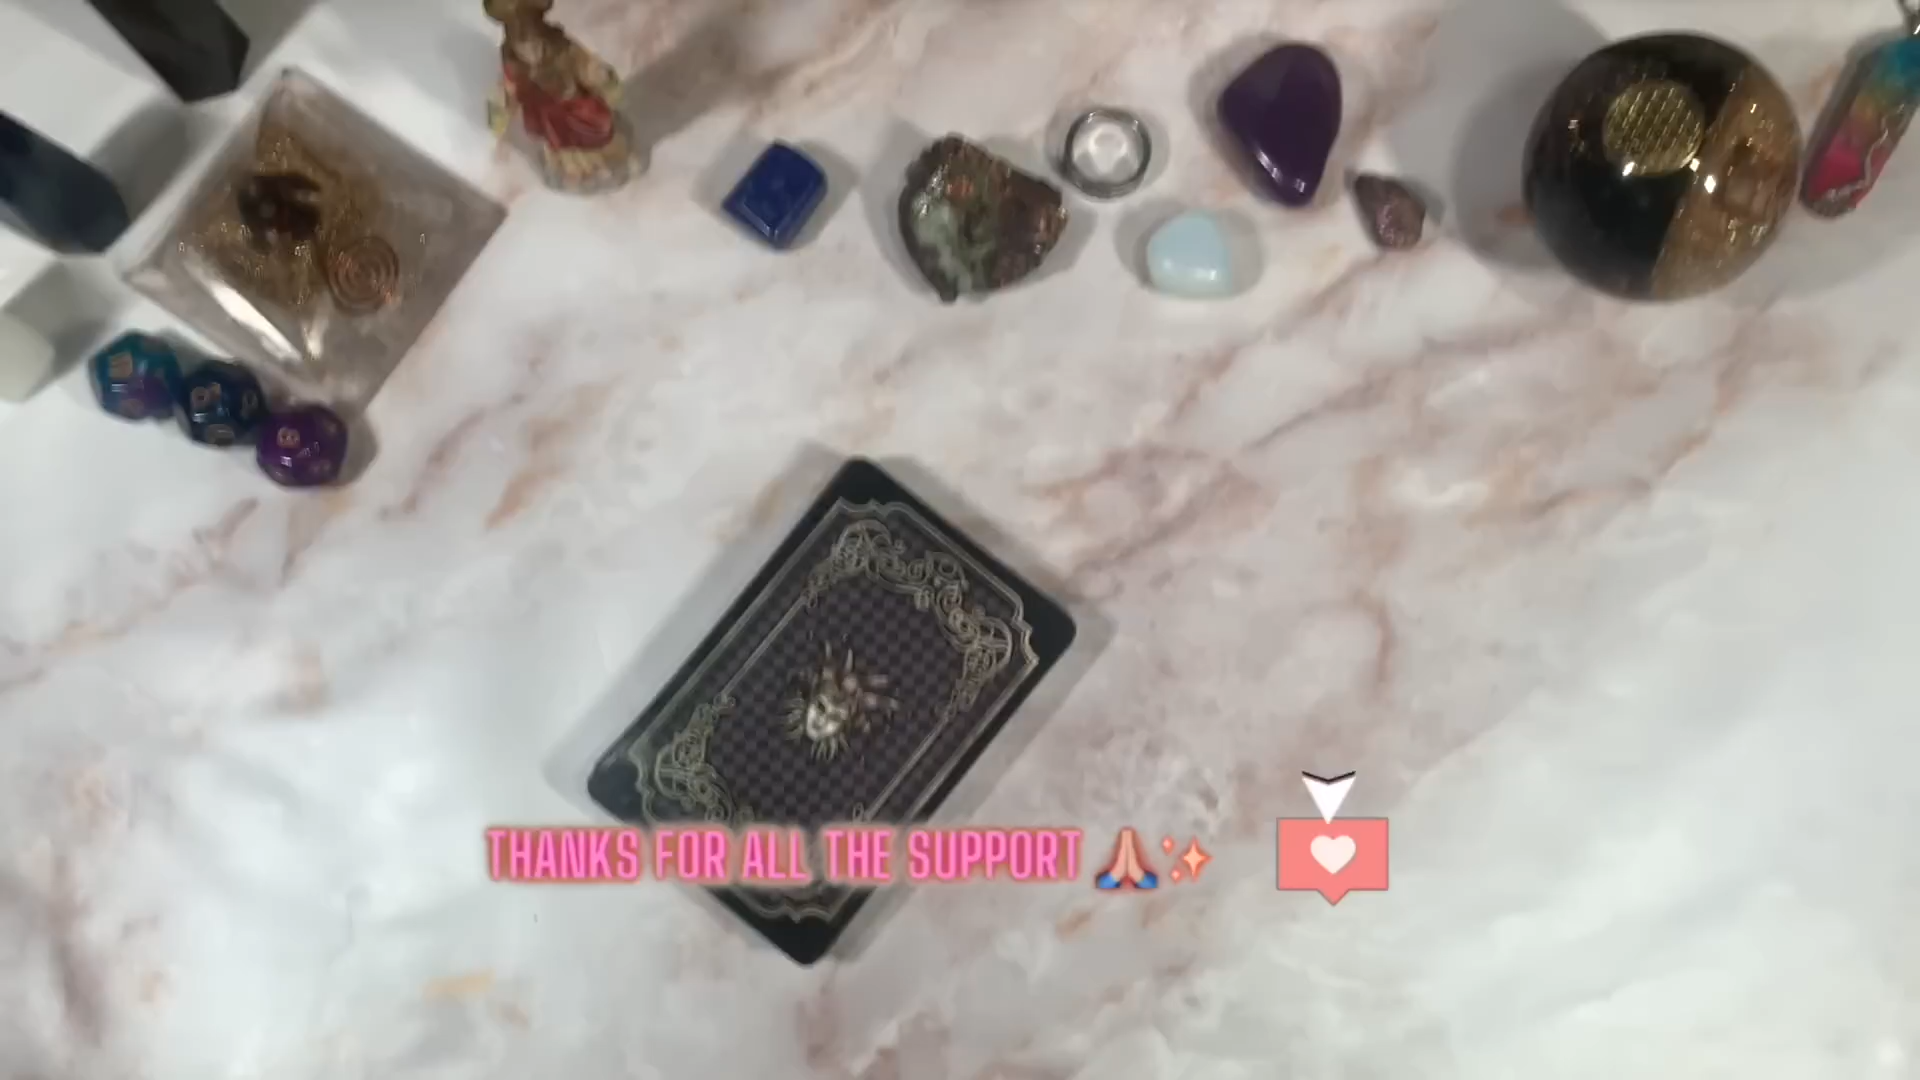 THANKS FOR ALL THE SUPPORT 🙏✨